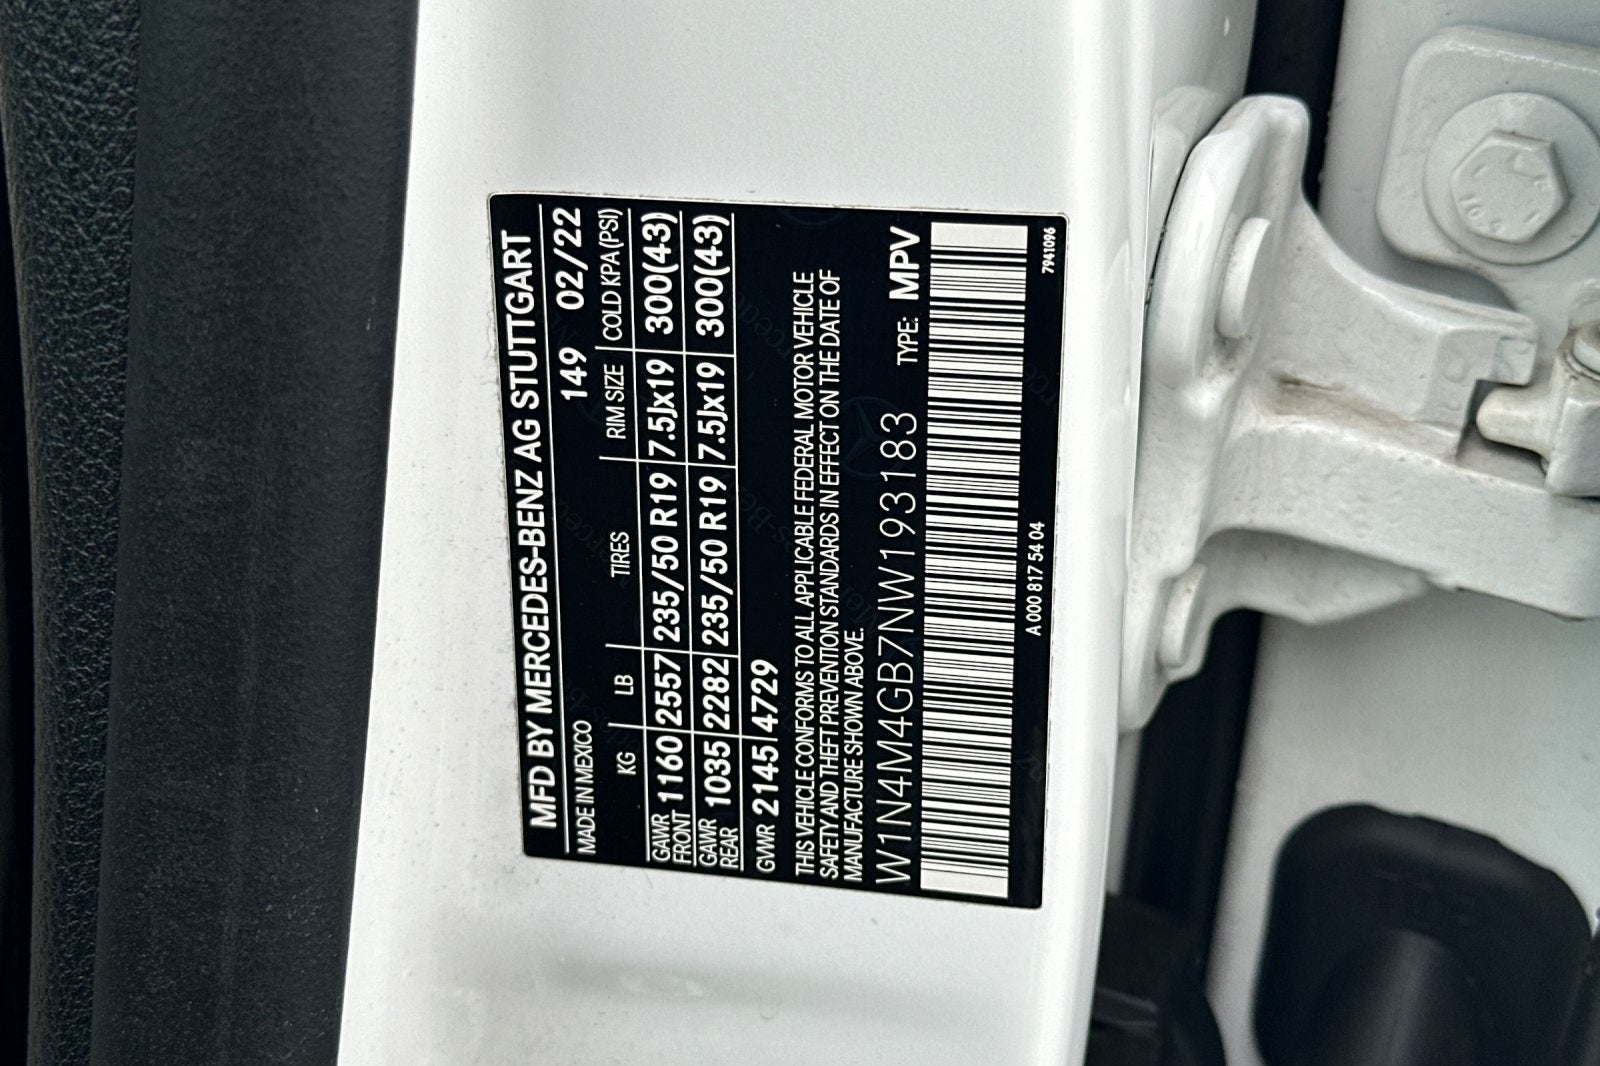 MFD BY MERCEDES-BENZ AG STUTTGART
MADE IN MEXICO 149 02/22
KG LB TIRES RIM SIZE COLD KPA(PSI)
GAWR FRONT 1160 2557 235/50 R19 7.5Jx19 300(43)
GAWR REAR 1035 2282 235/50 R19 7.5Jx19 300(43)
GVWR 2145 4729
THIS VEHICLE CONFORMS TO ALL APPLICABLE FEDERAL MOTOR VEHICLE
SAFETY AND THEFT PREVENTION STANDARDS IN EFFECT ON THE DATE OF
MANUFACTURE SHOWN ABOVE.
W1N4M4GB7NW193183 TYPE: MPV
A 000 817 54 04 7941096